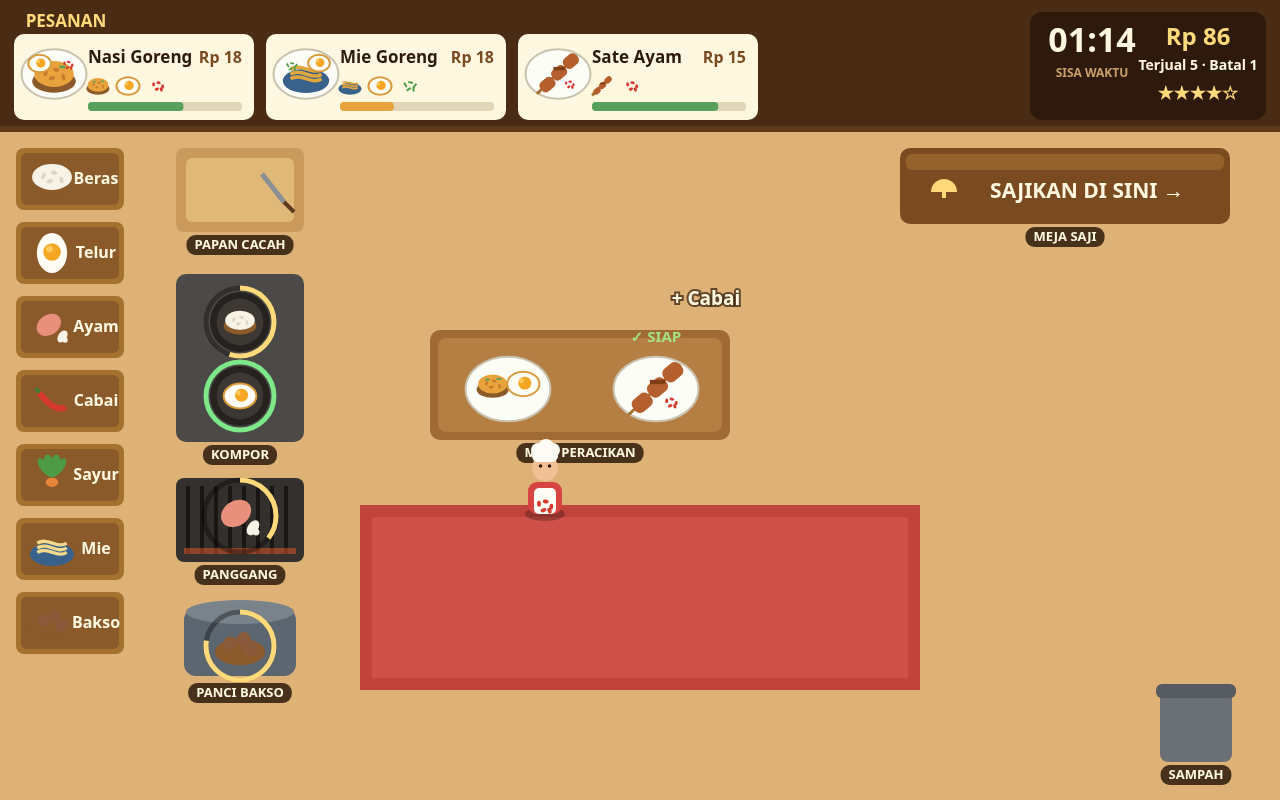 PESANAN
Nasi Goreng Rp 18
Mie Goreng Rp 18
Sate Ayam Rp 15
01:14
SISA WAKTU
Rp 86
Terjual 5 · Batal 1
★★★★☆
Beras
Telur
Ayam
Cabai
Sayur
Mie
Bakso
PAPAN CACAH
KOMPOR
PANGGANG
PANCI BAKSO
SAJIKAN DI SINI →
MEJA SAJI
+ Cabai
✓ SIAP
PERACIKAN
SAMPAH